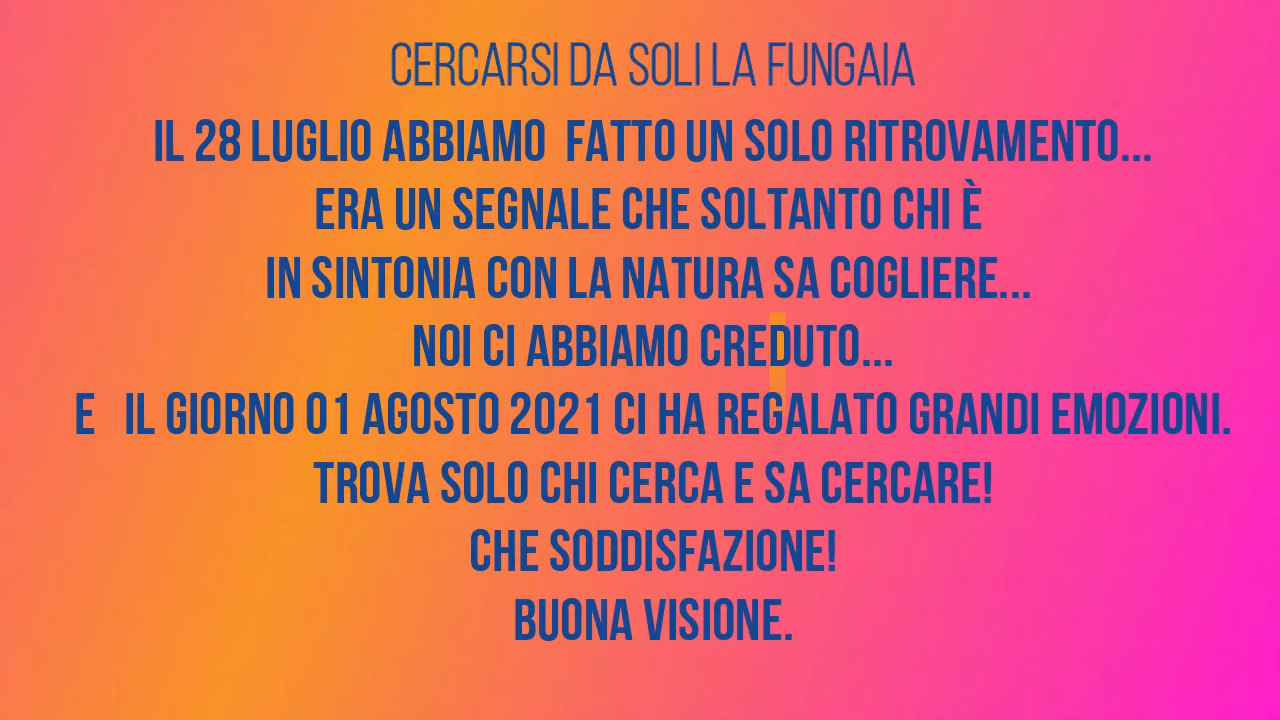 CERCARSI DA SOLI LA FUNGAIA
IL 28 LUGLIO ABBIAMO FATTO UN SOLO RITROVAMENTO...
ERA UN SEGNALE CHE SOLTANTO CHI È
IN SINTONIA CON LA NATURA SA COGLIERE...
NOI CI ABBIAMO CREDUTO...
E IL GIORNO 01 AGOSTO 2021 CI HA REGALATO GRANDI EMOZIONI.
TROVA SOLO CHI CERCA E SA CERCARE!
CHE SODDISFAZIONE!
BUONA VISIONE.